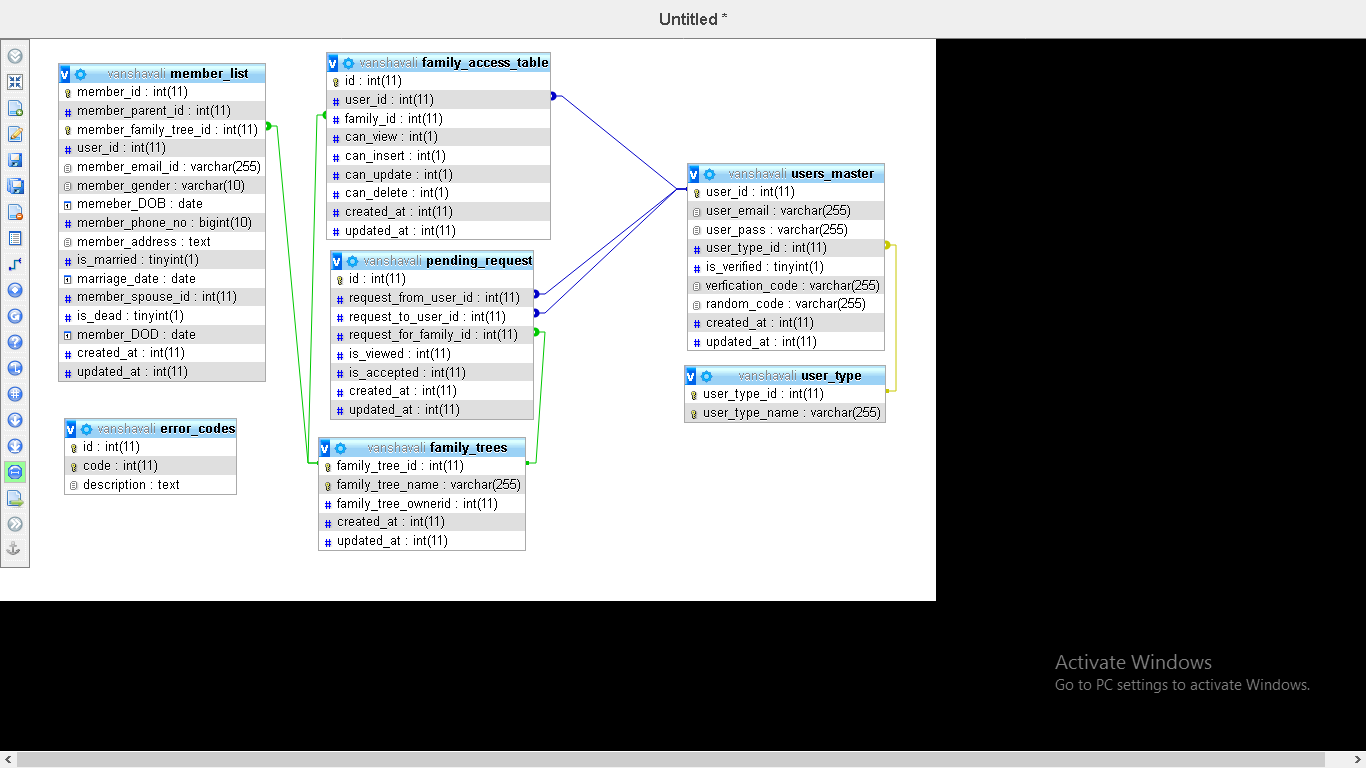 Untitled *
vanshavali member_list
member_id : int(11)
member_parent_id : int(11)
member_family_tree_id : int(11)
user_id : int(11)
member_email_id : varchar(255)
member_gender : varchar(10)
memeber_DOB : date
member_phone_no : bigint(10)
member_address : text
is_married : tinyint(1)
marriage_date : date
member_spouse_id : int(11)
is_dead : tinyint(1)
member_DOD : date
created_at : int(11)
updated_at : int(11)
vanshavali error_codes
id : int(11)
code : int(11)
description : text
vanshavali family_access_table
id : int(11)
user_id : int(11)
family_id : int(11)
can_view : int(1)
can_insert : int(1)
can_update : int(1)
can_delete : int(1)
created_at : int(11)
updated_at : int(11)
vanshavali pending_request
id : int(11)
request_from_user_id : int(11)
request_to_user_id : int(11)
request_for_family_id : int(11)
is_viewed : int(11)
is_accepted : int(11)
created_at : int(11)
updated_at : int(11)
vanshavali family_trees
family_tree_id : int(11)
family_tree_name : varchar(255)
family_tree_ownerid : int(11)
created_at : int(11)
updated_at : int(11)
vanshavali users_master
user_id : int(11)
user_email : varchar(255)
user_pass : varchar(255)
user_type_id : int(11)
is_verified : tinyint(1)
verfication_code : varchar(255)
random_code : varchar(255)
created_at : int(11)
updated_at : int(11)
vanshavali user_type
user_type_id : int(11)
user_type_name : varchar(255)
Activate Windows
Go to PC settings to activate Windows.